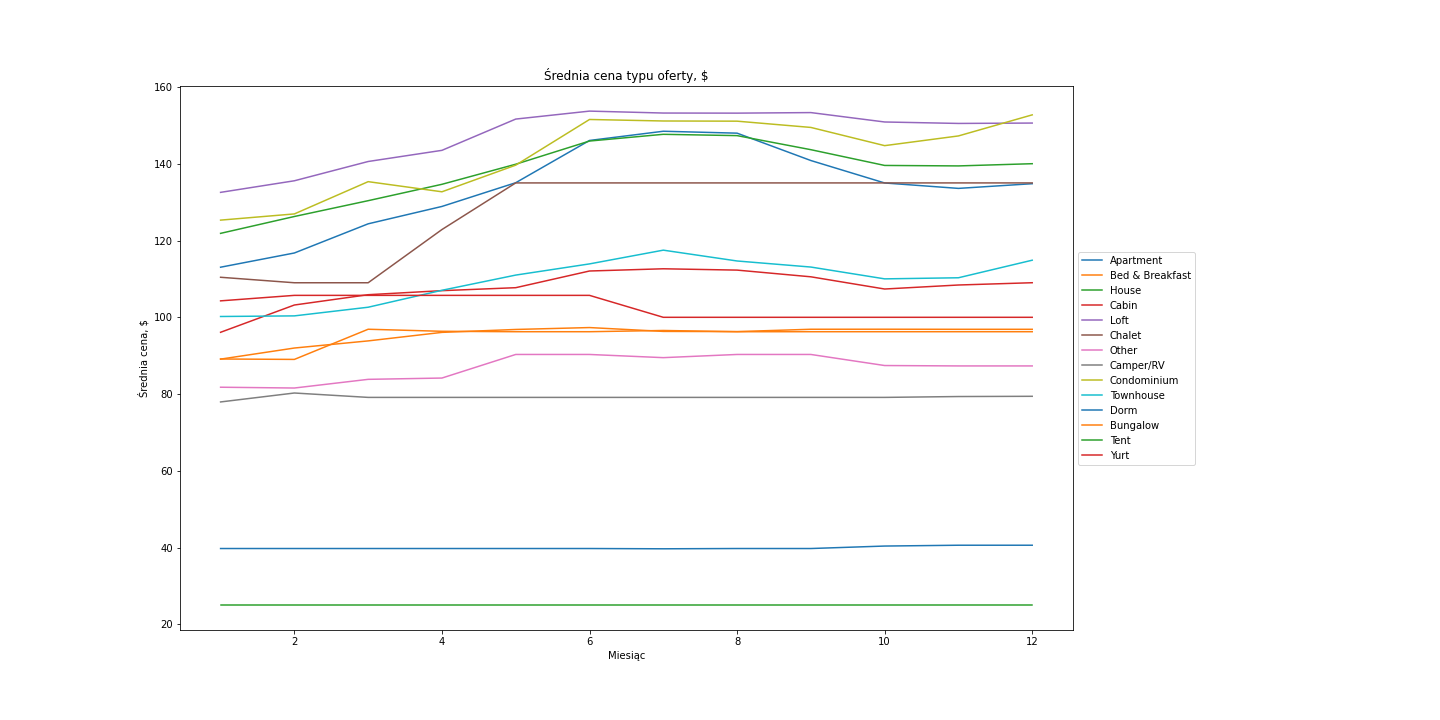 Średnia cena typu oferty, $
160
140
120
100
80
60
40
20
Średnia cena, $
2
4
6
8
10
12
Miesiąc
Apartment
Bed & Breakfast
House
Cabin
Loft
Chalet
Other
Camper/RV
Condominium
Townhouse
Dorm
Bungalow
Tent
Yurt